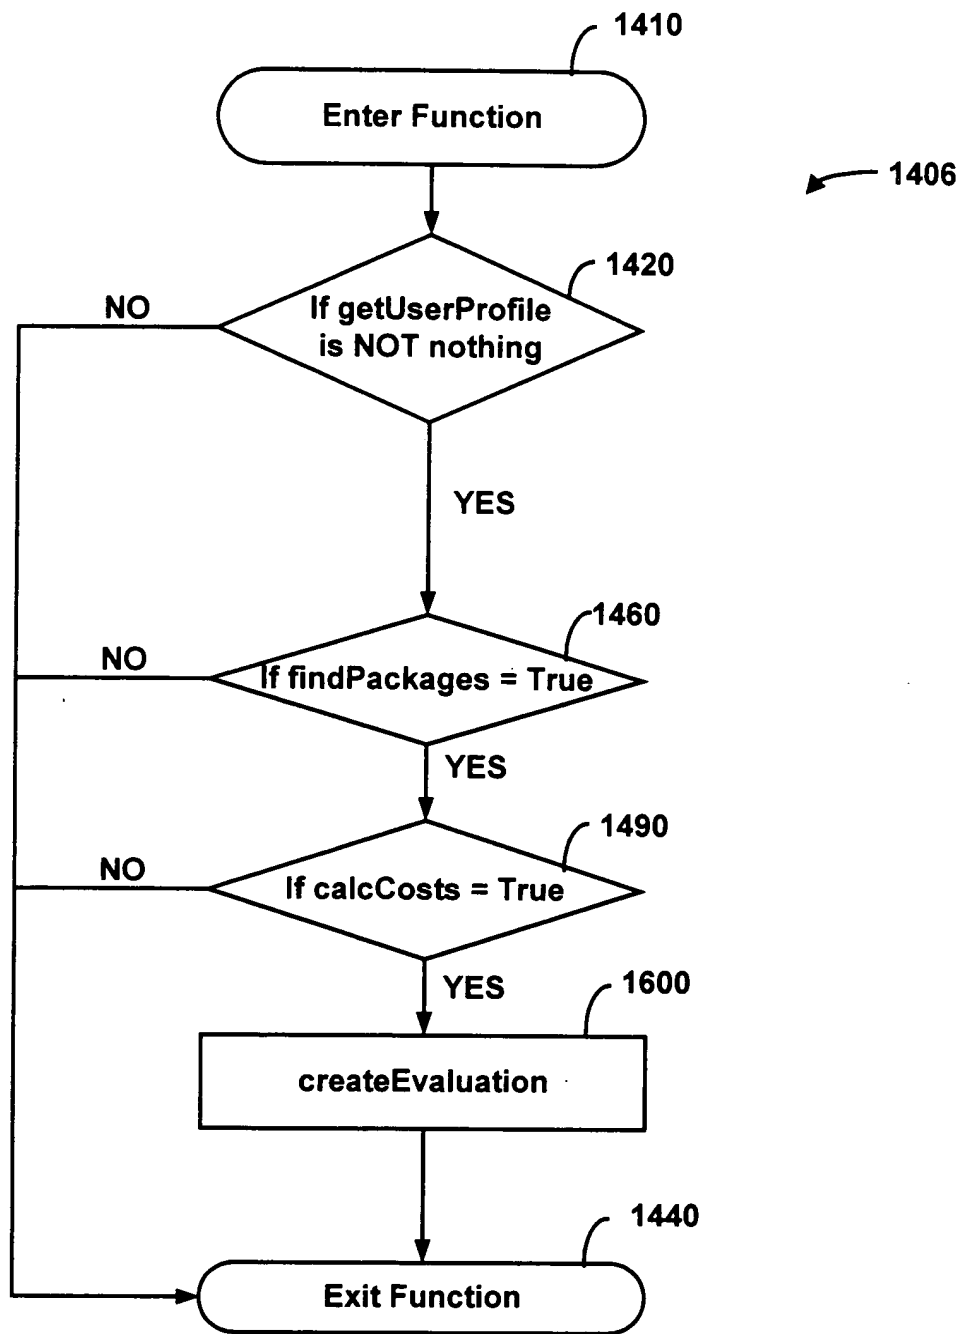 1410
Enter Function
1406
1420
If getUserProfile
is NOT nothing
NO
YES
1460
If findPackages = True
NO
YES
1490
If calcCosts = True
NO
YES
1600
createEvaluation
1440
Exit Function